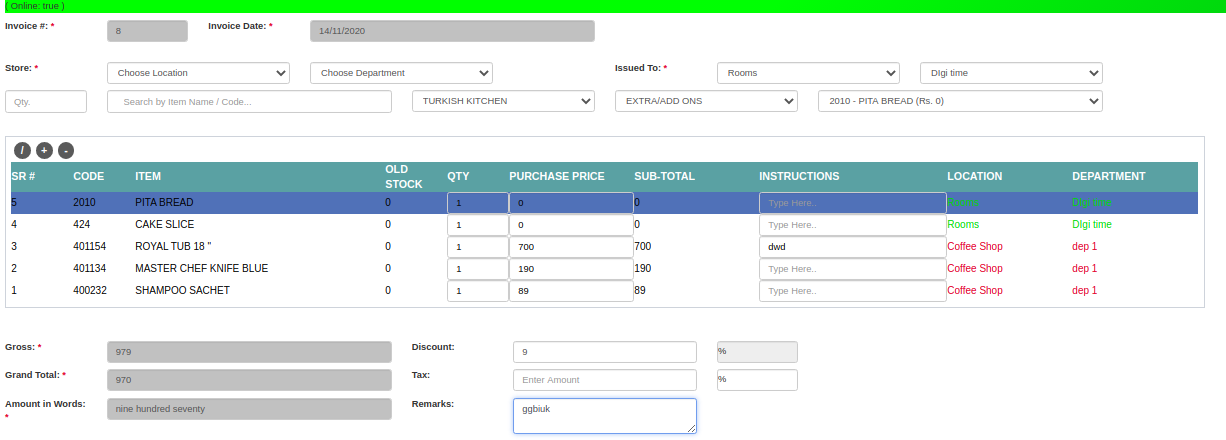 ( Online: true )
Invoice #: * 8 Invoice Date: * 14/11/2020
Store: * Choose Location Choose Department Issued To: * Rooms DIgi time
Qty. Search by Item Name / Code... TURKISH KITCHEN EXTRA/ADD ONS 2010 - PITA BREAD (Rs. 0)
/ + -
SR # CODE ITEM OLD STOCK QTY PURCHASE PRICE SUB-TOTAL INSTRUCTIONS LOCATION DEPARTMENT
5 2010 PITA BREAD 0 1 0 0 Type Here.. Rooms DIgi time
4 424 CAKE SLICE 0 1 0 0 Type Here.. Rooms DIgi time
3 401154 ROYAL TUB 18 " 0 1 700 700 dwd Coffee Shop dep 1
2 401134 MASTER CHEF KNIFE BLUE 0 1 190 190 Type Here.. Coffee Shop dep 1
1 400232 SHAMPOO SACHET 0 1 89 89 Type Here.. Coffee Shop dep 1
Gross: * 979 Discount: 9 %
Grand Total: * 970 Tax: Enter Amount %
Amount in Words: * nine hundred seventy Remarks: ggbiuk